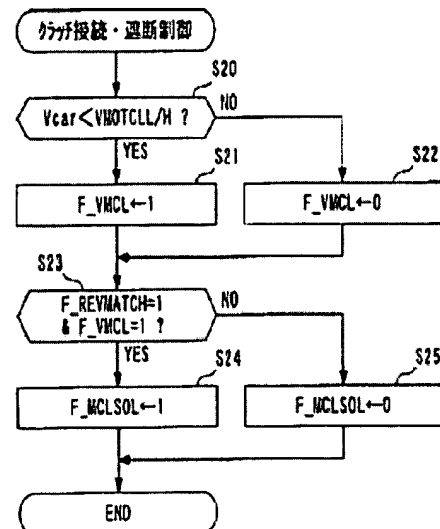 クラッチ接続・遮断制御
S20
Vcar<VMOTCLL/H ?
NO
YES
S21
S22
F_VMCL←1
F_VMCL←0
S23
F_REVMATCH=1
& F_VMCL=1 ?
NO
YES
S24
S25
F_MCLSOL←1
F_MCLSOL←0
END